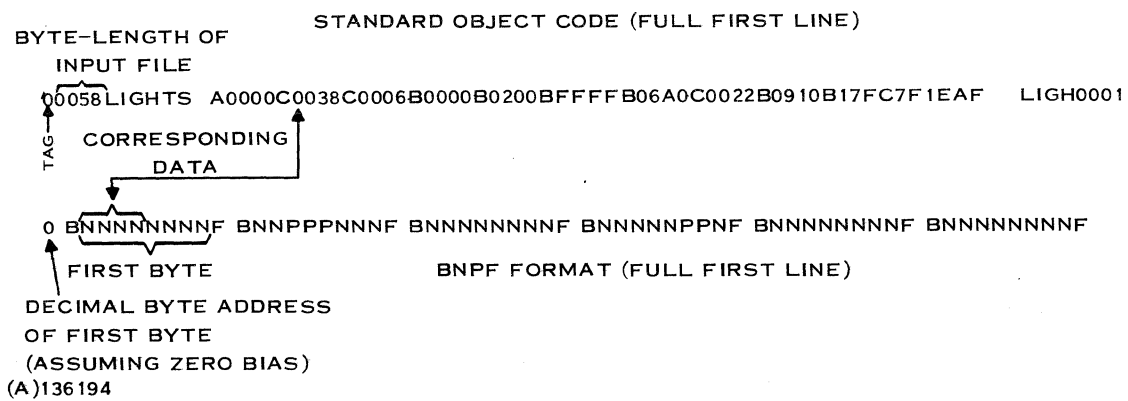 STANDARD OBJECT CODE (FULL FIRST LINE)
BYTE-LENGTH OF
INPUT FILE
00058LIGHTS A0000C0038C0006B0000B0200BFFFFB06A0C0022B0910B17FC7F1EAF LIGH0001
TAG
CORRESPONDING
DATA
0 BNNNNNNNNF BNNPPPNNNF BNNNNNNNNF BNNNNNPPNF BNNNNNNNNF BNNNNNNNNF
FIRST BYTE
BNPF FORMAT (FULL FIRST LINE)
DECIMAL BYTE ADDRESS
OF FIRST BYTE
(ASSUMING ZERO BIAS)
(A)136194